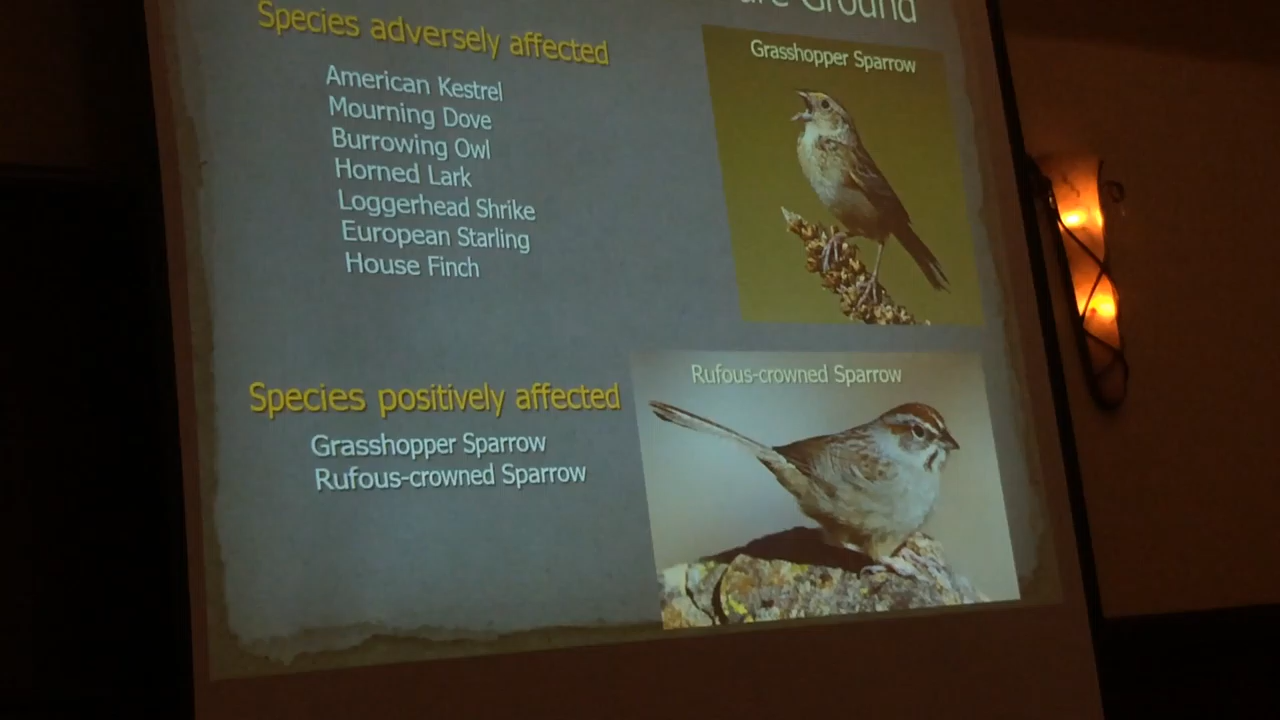 Ground
Species adversely affected
American Kestrel
Mourning Dove
Burrowing Owl
Horned Lark
Loggerhead Shrike
European Starling
House Finch
Grasshopper Sparrow
Species positively affected
Grasshopper Sparrow
Rufous-crowned Sparrow
Rufous-crowned Sparrow